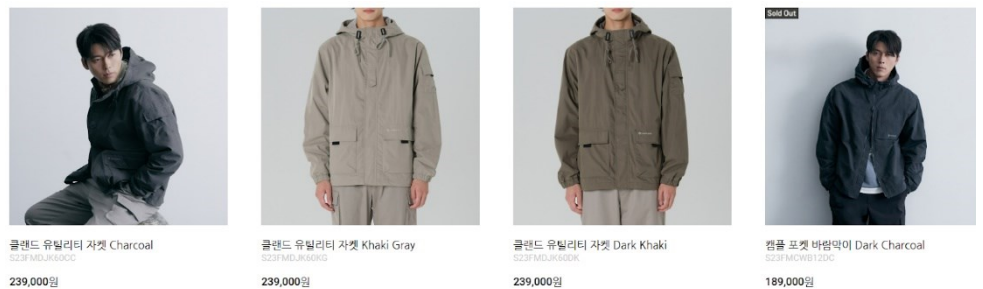 Sold Out
클랜드 유틸리티 자켓 Charcoal
S23FMDJK60CC
239,000원
클랜드 유틸리티 자켓 Khaki Gray
S23FMDJK60KG
239,000원
클랜드 유틸리티 자켓 Dark Khaki
S23FMDJK60DK
239,000원
캠플 포켓 바람막이 Dark Charcoal
S23FMCWB12DC
189,000원